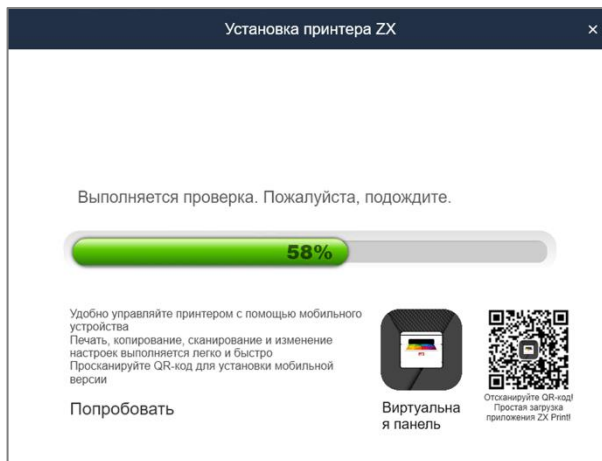 Установка принтера ZX
×
Выполняется проверка. Пожалуйста, подождите.
58%
Удобно управляйте принтером с помощью мобильного
устройства
Печать, копирование, сканирование и изменение
настроек выполняется легко и быстро
Просканируйте QR-код для установки мобильной
версии
Попробовать
Виртуальна
я панель
Отсканируйте QR-код!
Простая загрузка
приложения ZX Print!